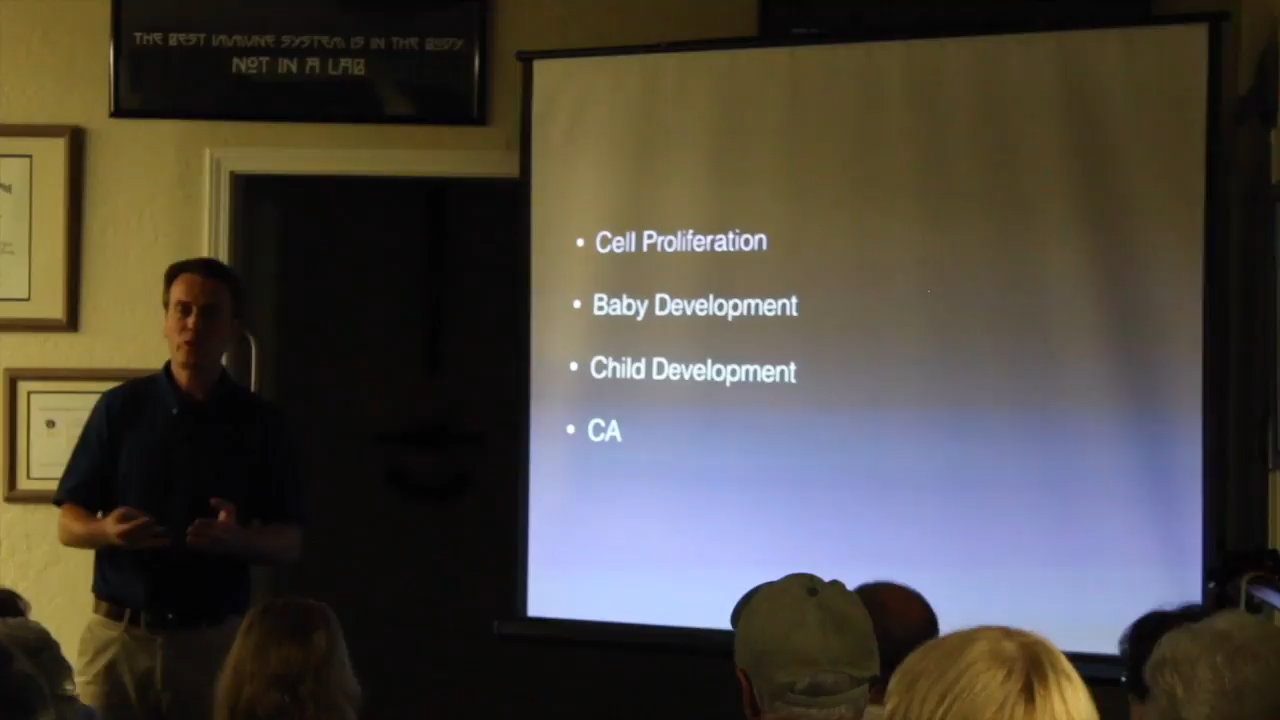 THE BEST IMMUNE SYSTEM IS IN THE BODY
NOT IN A LAB
• Cell Proliferation
• Baby Development
• Child Development
• CA